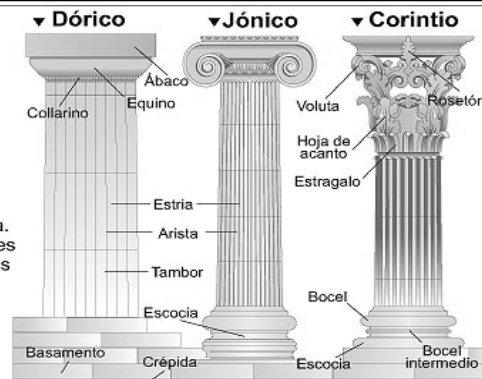 ▼ Dórico
▼ Jónico
▼ Corintio
Ábaco
Equino
Collarino
Voluta
Rosetón
Hoja de
acanto
Estragalo
Estria
Arista
Tambor
a.
es
s
Escocia
Bocel
Basamento
Crépida
Escocia
Bocel
intermedio